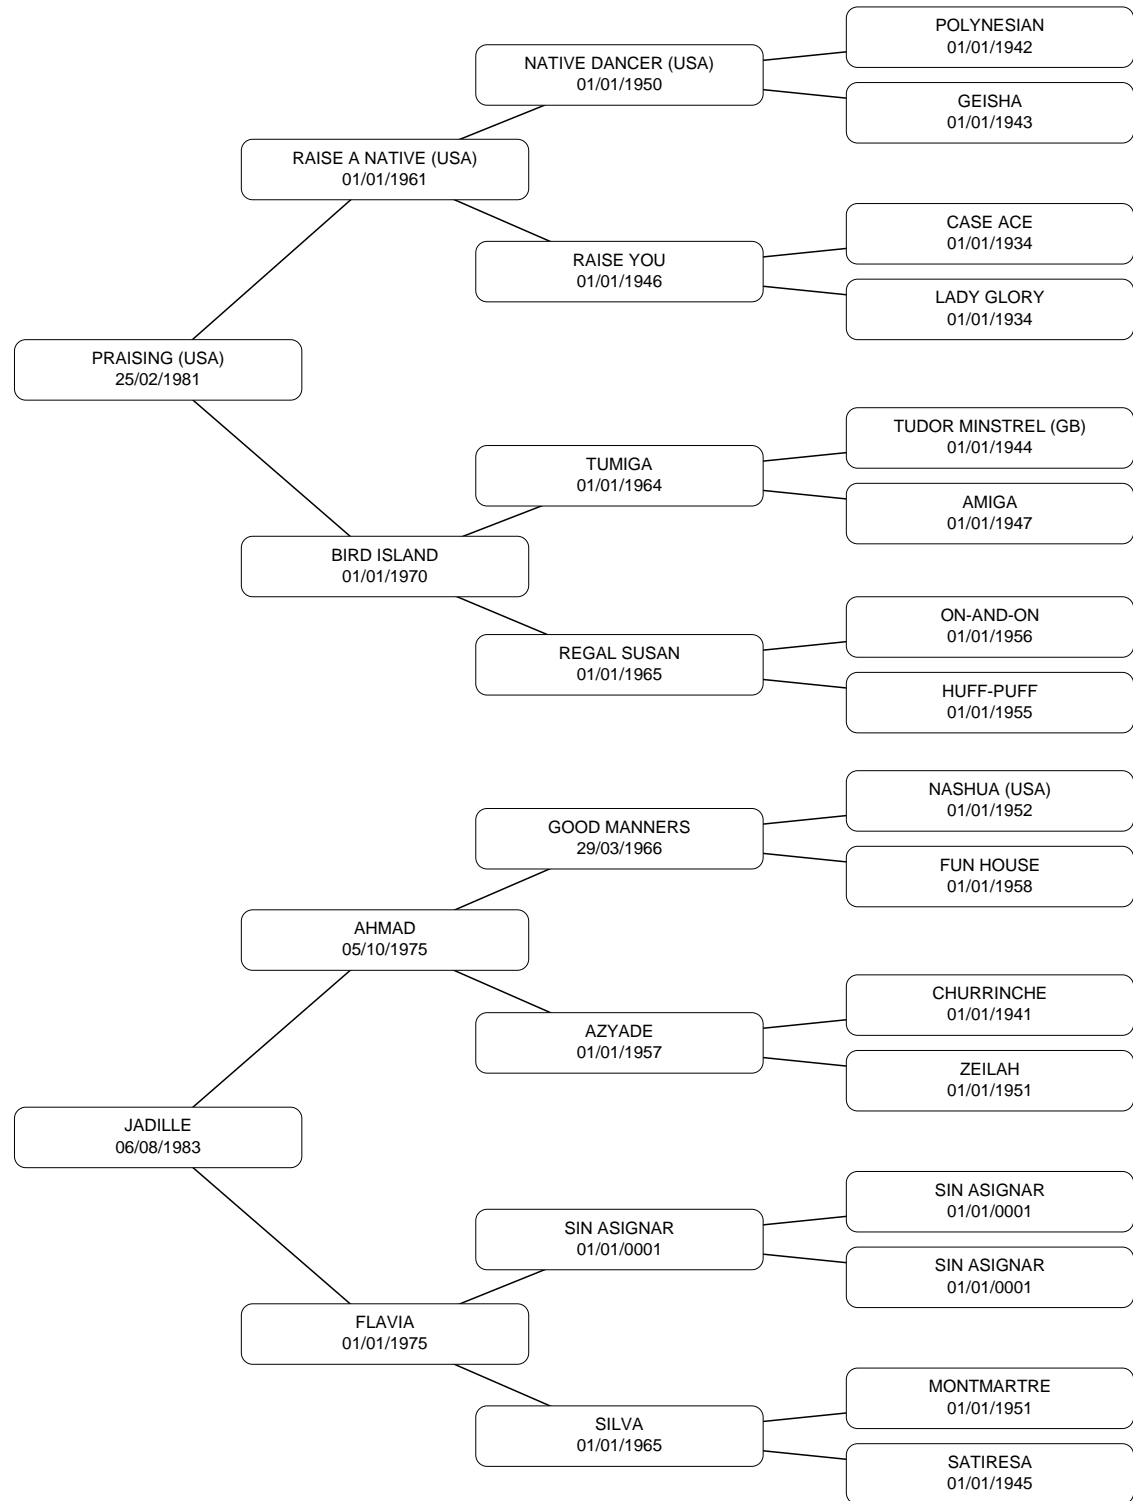 POLYNESIAN
01/01/1942
NATIVE DANCER (USA)
01/01/1950
GEISHA
01/01/1943
RAISE A NATIVE (USA)
01/01/1961
CASE ACE
01/01/1934
RAISE YOU
01/01/1946
LADY GLORY
01/01/1934
PRAISING (USA)
25/02/1981
TUDOR MINSTREL (GB)
01/01/1944
TUMIGA
01/01/1964
AMIGA
01/01/1947
BIRD ISLAND
01/01/1970
ON-AND-ON
01/01/1956
REGAL SUSAN
01/01/1965
HUFF-PUFF
01/01/1955
NASHUA (USA)
01/01/1952
GOOD MANNERS
29/03/1966
FUN HOUSE
01/01/1958
AHMAD
05/10/1975
CHURRINCHE
01/01/1941
AZYADE
01/01/1957
ZEILAH
01/01/1951
JADILLE
06/08/1983
SIN ASIGNAR
01/01/0001
SIN ASIGNAR
01/01/0001
SIN ASIGNAR
01/01/0001
FLAVIA
01/01/1975
MONTMARTRE
01/01/1951
SILVA
01/01/1965
SATIRESA
01/01/1945